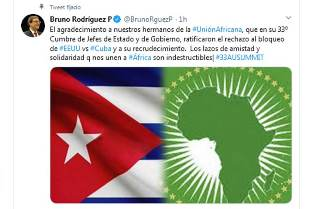 Tweet fijado
Bruno Rodríguez P @BrunoRguezP · 1h
El agradecimiento a nuestros hermanos de la #UniónAfricana, que en su 33º
Cumbre de Jefes de Estado y de Gobierno, ratificaron el rechazo al bloqueo
de #EEUU vs #Cuba y a su recrudecimiento. Los lazos de amistad y
solidaridad q nos unen a #África son indestructibles| #33AUSUMMIT